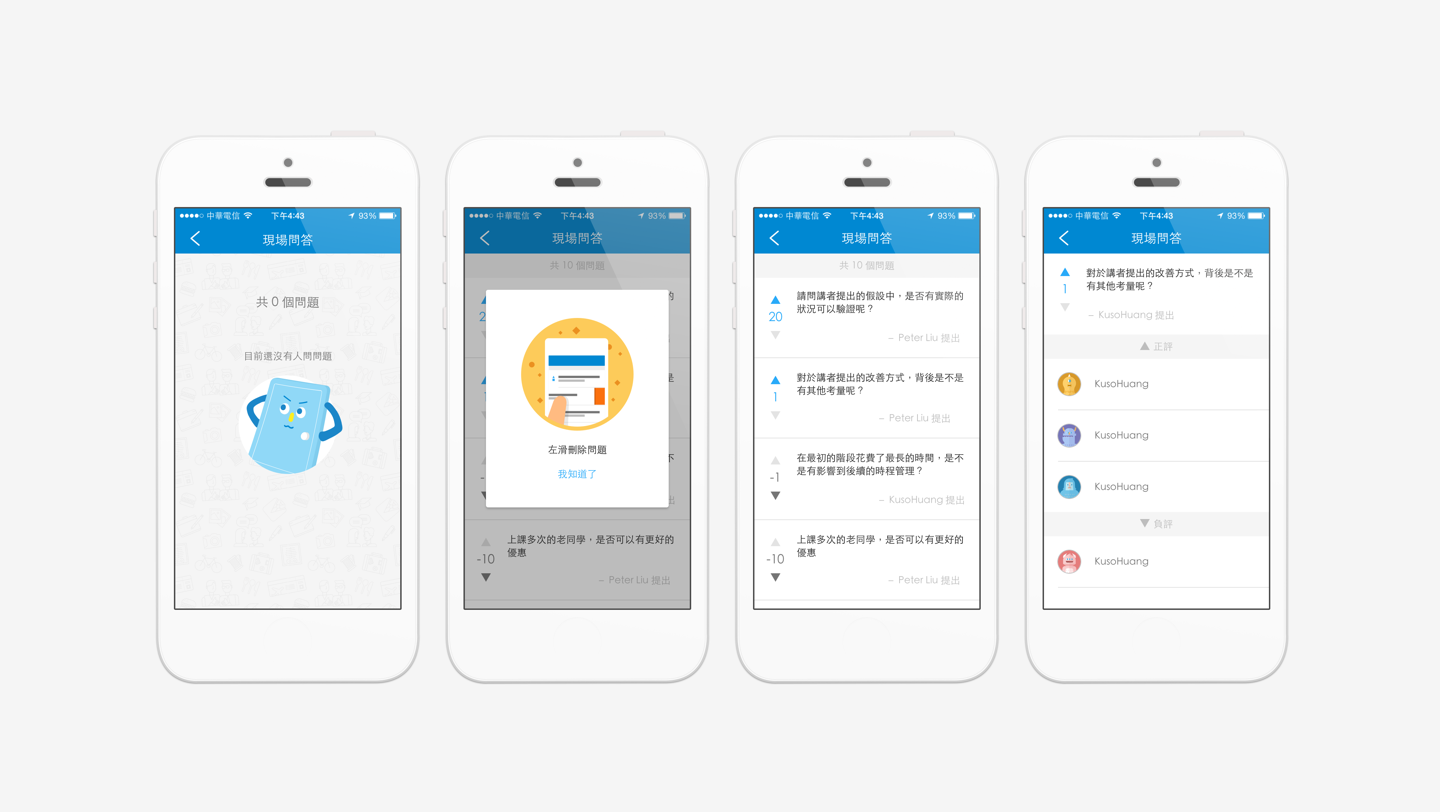 中華電信
下午4:43
93%
現場問答
共 0 個問題
目前還沒有人問問題
中華電信
下午4:43
93%
現場問答
共 10 個問題
的
2
是
1
左滑刪除問題
我知道了
不
-
出
上課多次的老同學，是否可以有更好的
優惠
-10
– Peter Liu 提出
中華電信
下午4:43
93%
現場問答
共 10 個問題
請問講者提出的假設中，是否有實際的
狀況可以驗證呢？
20
– Peter Liu 提出
對於講者提出的改善方式，背後是不是
有其他考量呢？
1
– Peter Liu 提出
在最初的階段花費了最長的時間，是不
是有影響到後續的時程管理？
-1
– KusoHuang 提出
上課多次的老同學，是否可以有更好的
優惠
-10
– Peter Liu 提出
中華電信
下午4:43
93%
現場問答
對於講者提出的改善方式，背後是不是
有其他考量呢？
1
– KusoHuang 提出
正評
KusoHuang
KusoHuang
KusoHuang
負評
KusoHuang